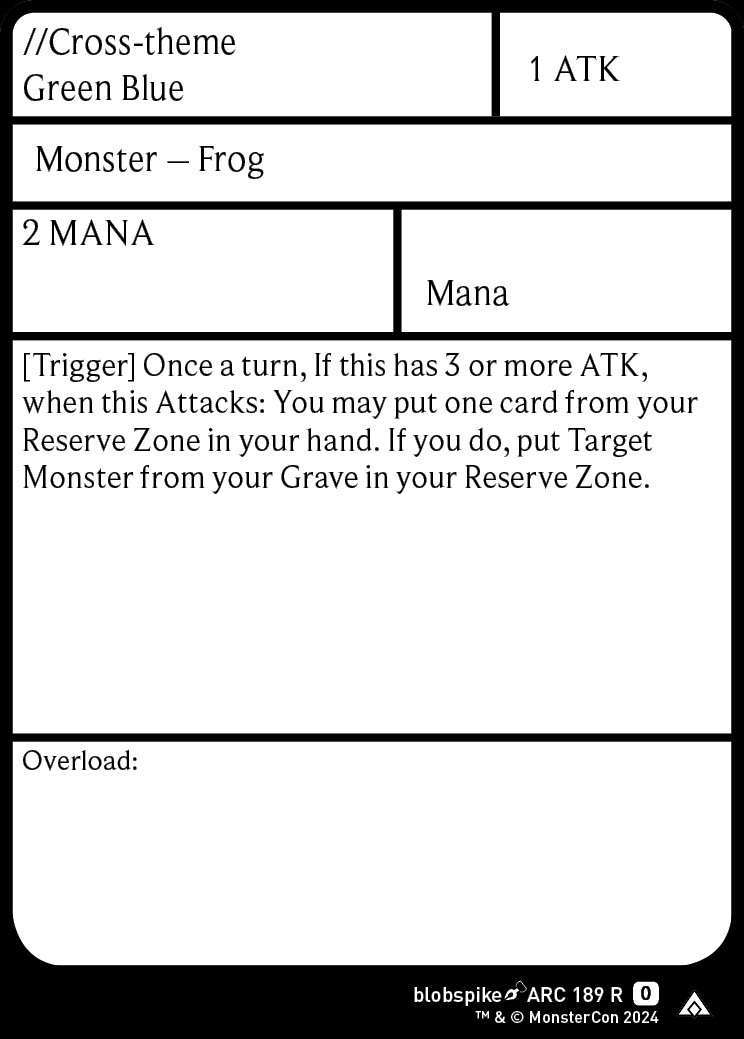 //Cross-theme
Green Blue
1 ATK
Monster – Frog
2 MANA
Mana
[Trigger] Once a turn, If this has 3 or more ATK,
when this Attacks: You may put one card from your
Reserve Zone in your hand. If you do, put Target
Monster from your Grave in your Reserve Zone.
Overload:
blobspike ARC 189 R 0
™ & © MonsterCon 2024